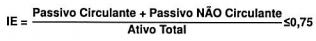 Passivo Circulante + Passivo NÃO Circulante
IE = ≤0,75
Ativo Total